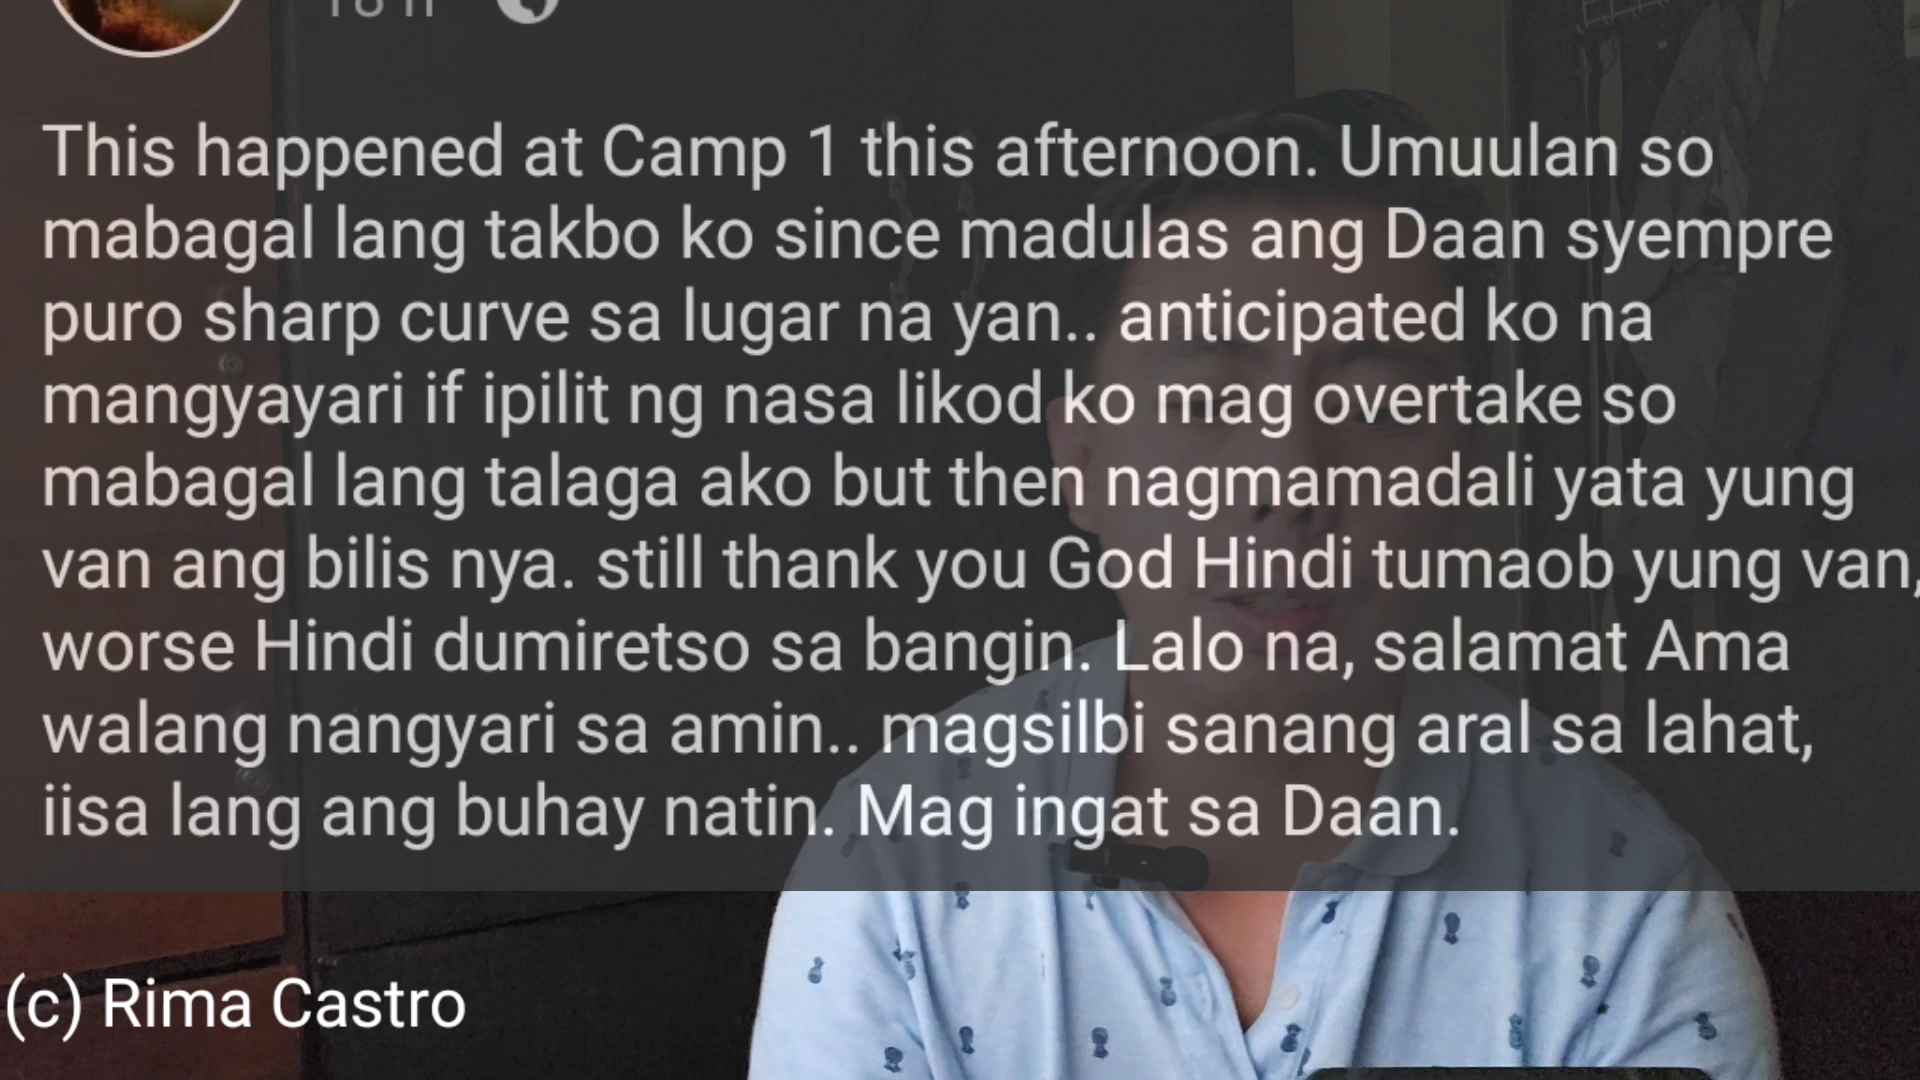 This happened at Camp 1 this afternoon. Umuulan so
mabagal lang takbo ko since madulas ang Daan syempre
puro sharp curve sa lugar na yan.. anticipated ko na
mangyayari if ipilit ng nasa likod ko mag overtake so
mabagal lang talaga ako but then nagmamadali yata yung
van ang bilis nya. still thank you God Hindi tumaob yung van,
worse Hindi dumiretso sa bangin. Lalo na, salamat Ama
walang nangyari sa amin.. magsilbi sanang aral sa lahat,
iisa lang ang buhay natin. Mag ingat sa Daan.
(c) Rima Castro